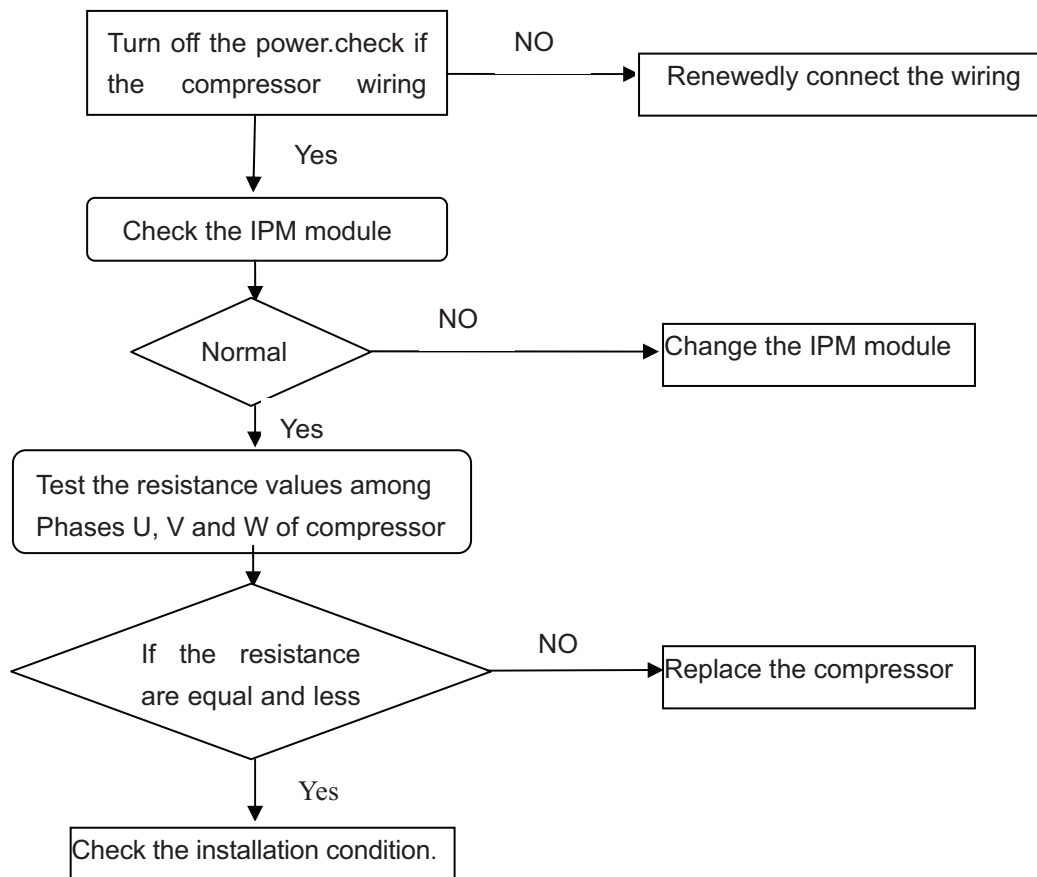 Turn off the power.check if
the compressor wiring
NO
Renewedly connect the wiring
Yes
Check the IPM module
Normal
NO
Change the IPM module
Yes
Test the resistance values among
Phases U, V and W of compressor
If the resistance
are equal and less
NO
Replace the compressor
Yes
Check the installation condition.